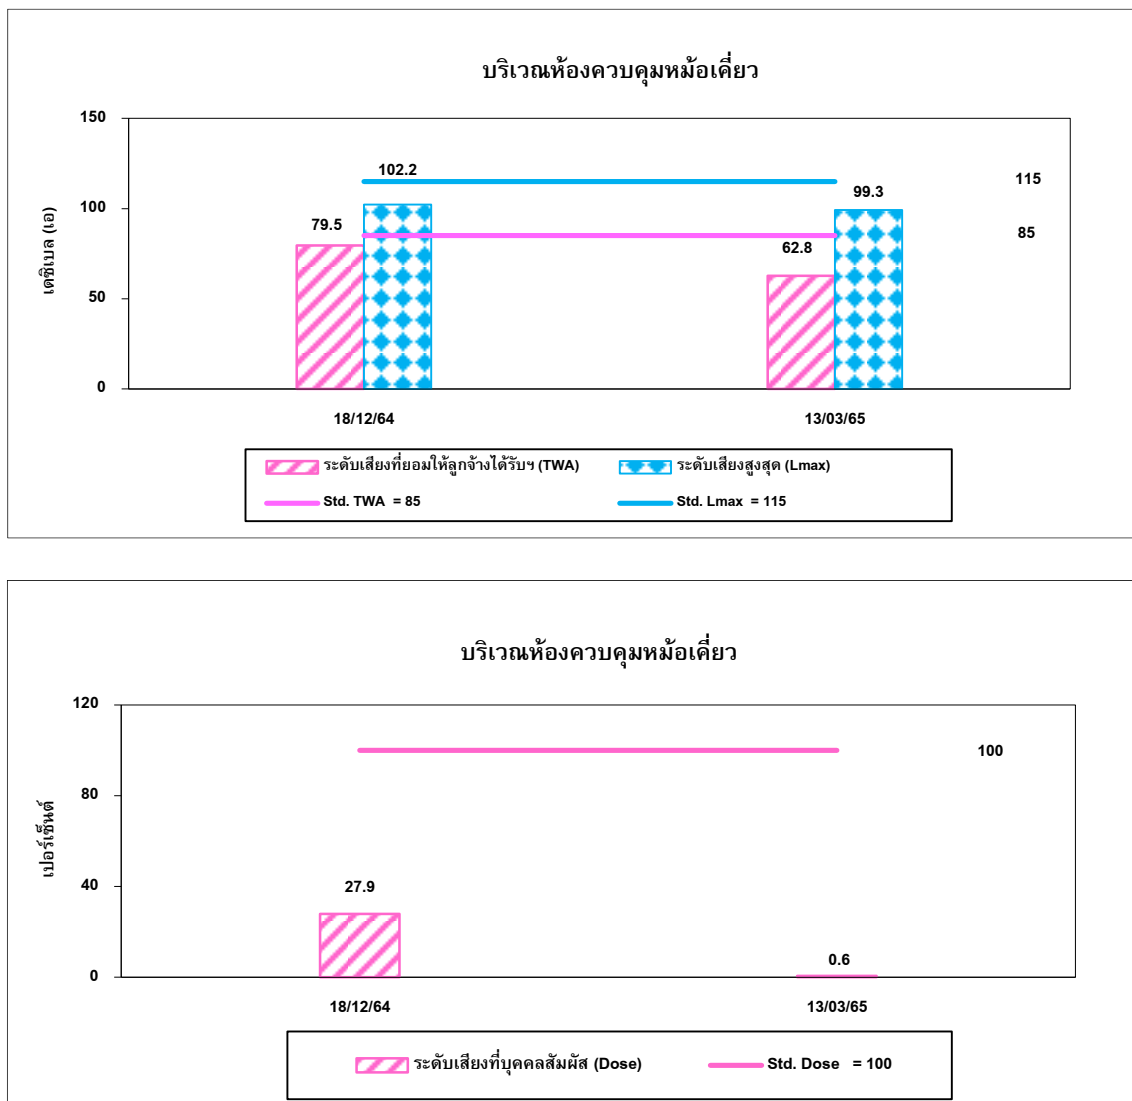 บริเวณห้องควบคุมหม้อเคี่ยว
150
102.2
115
99.3
100
79.5
85
62.8
เดซิเบล (เอ)
50
0
18/12/64 13/03/65
ระดับเสียงที่ยอมให้ลูกจ้างได้รับฯ (TWA) ระดับเสียงสูงสุด (Lmax)
Std. TWA = 85 Std. Lmax = 115
บริเวณห้องควบคุมหม้อเคี่ยว
120
100
80
เปอร์เซ็นต์
40
27.9
0.6
0
18/12/64 13/03/65
ระดับเสียงที่บุคคลสัมผัส (Dose) Std. Dose = 100